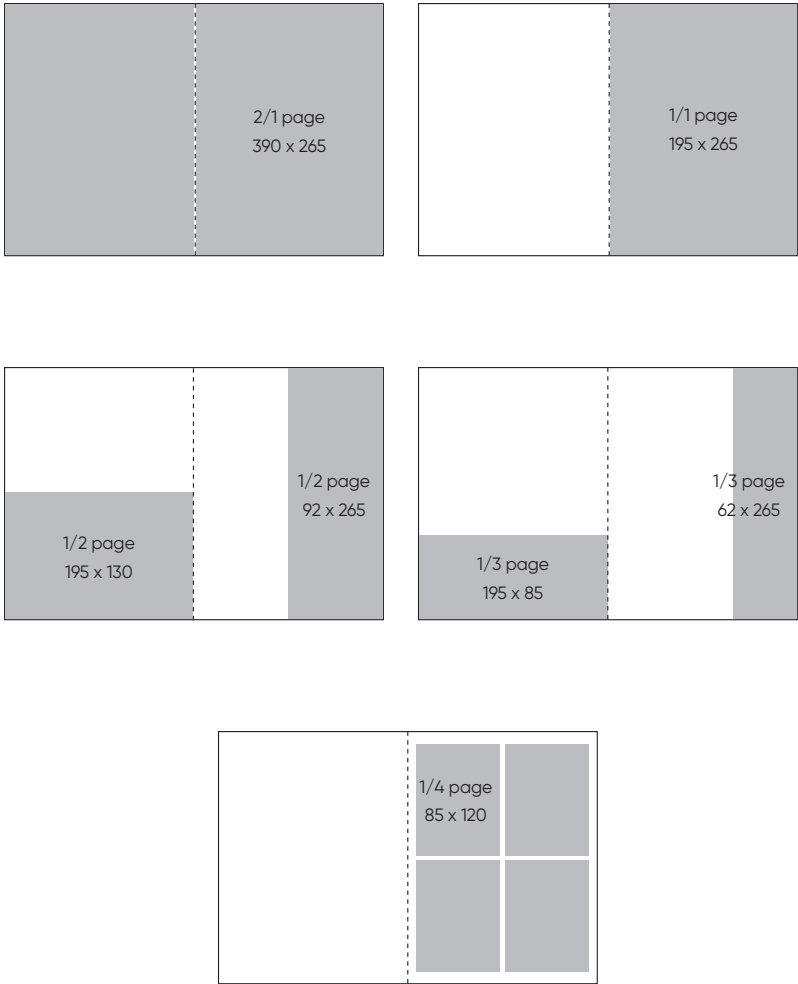 2/1 page
390 x 265
1/1 page
195 x 265
1/2 page
195 x 130
1/2 page
92 x 265
1/3 page
195 x 85
1/3 page
62 x 265
1/4 page
85 x 120